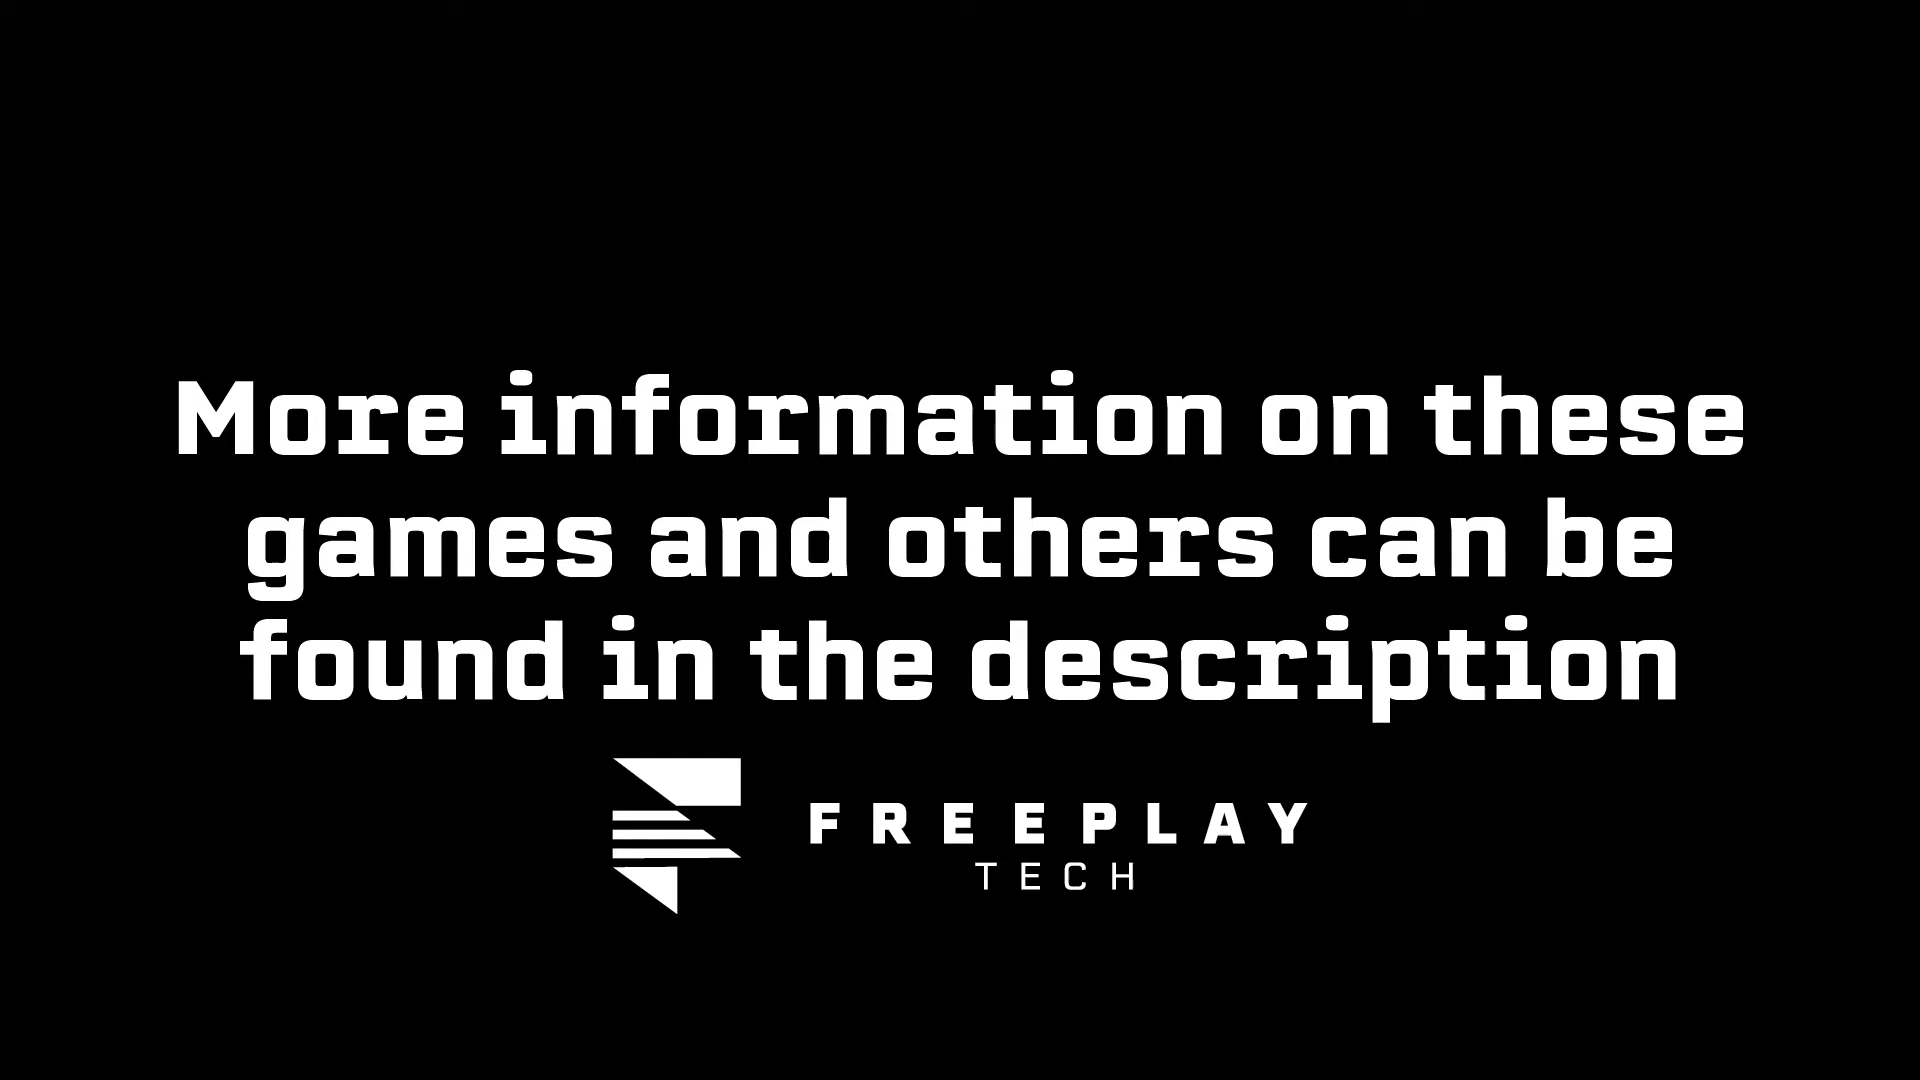 More information on these
games and others can be
found in the description
FREEPLAY
TECH